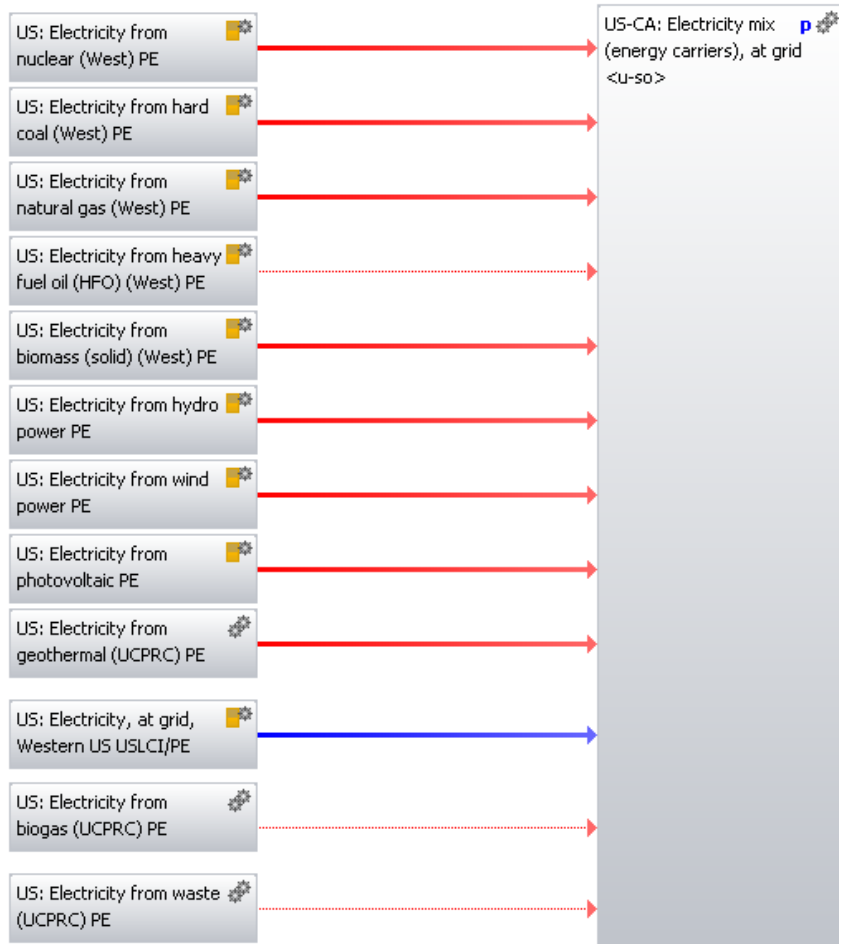 US: Electricity from
nuclear (West) PE
US-CA: Electricity mix p
(energy carriers), at grid
<u-so>
US: Electricity from hard
coal (West) PE
US: Electricity from
natural gas (West) PE
US: Electricity from heavy
fuel oil (HFO) (West) PE
US: Electricity from
biomass (solid) (West) PE
US: Electricity from hydro
power PE
US: Electricity from wind
power PE
US: Electricity from
photovoltaic PE
US: Electricity from
geothermal (UCPRC) PE
US: Electricity, at grid,
Western US USLCI/PE
US: Electricity from
biogas (UCPRC) PE
US: Electricity from waste
(UCPRC) PE